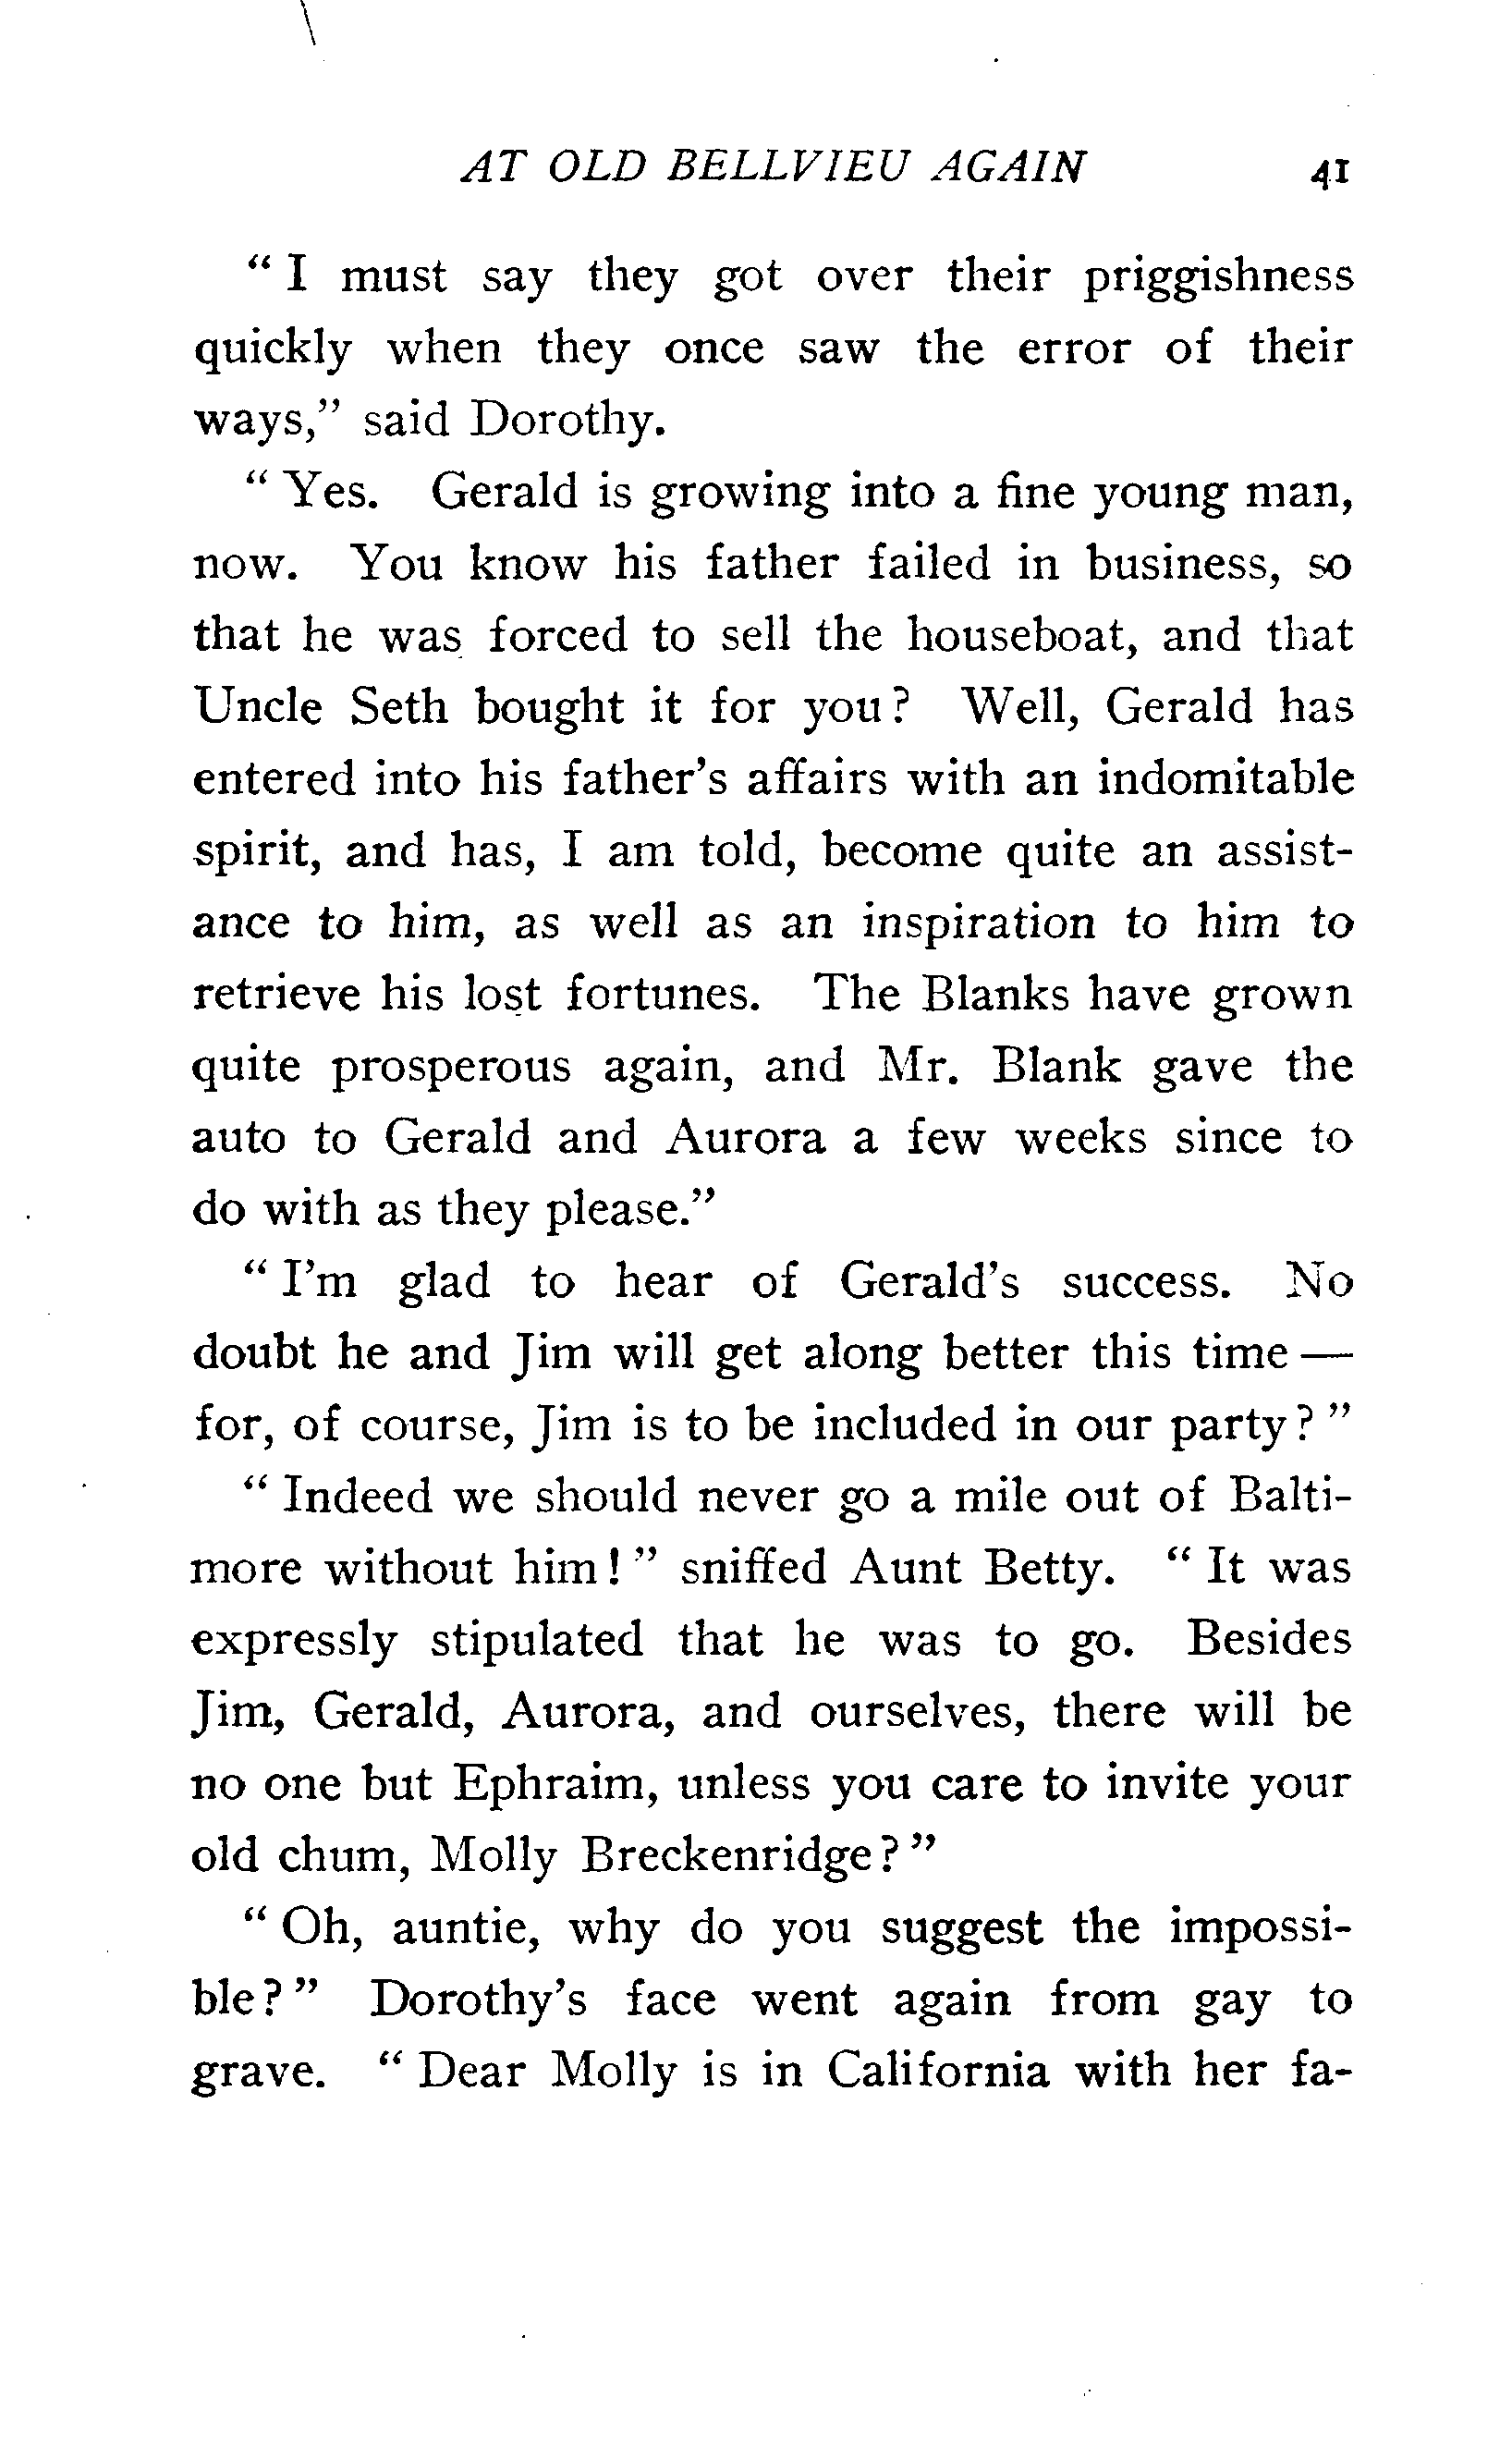 AT OLD BELLVIEU AGAIN 41
" I must say they got over their priggishness
quickly when they once saw the error of their
ways," said Dorothy.
" Yes. Gerald is growing into a fine young man,
now. You know his father failed in business, so
that he was forced to sell the houseboat, and that
Uncle Seth bought it for you? Well, Gerald has
entered into his father's affairs with an indomitable
spirit, and has, I am told, become quite an assist-
ance to him, as well as an inspiration to him to
retrieve his lost fortunes. The Blanks have grown
quite prosperous again, and Mr. Blank gave the
auto to Gerald and Aurora a few weeks since to
do with as they please."
" I'm glad to hear of Gerald's success. No
doubt he and Jim will get along better this time —
for, of course, Jim is to be included in our party? "
" Indeed we should never go a mile out of Balti-
more without him! " sniffed Aunt Betty. " It was
expressly stipulated that he was to go. Besides
Jim, Gerald, Aurora, and ourselves, there will be
no one but Ephraim, unless you care to invite your
old chum, Molly Breckenridge? "
" Oh, auntie, why do you suggest the impossi-
ble? " Dorothy's face went again from gay to
grave. " Dear Molly is in California with her fa-